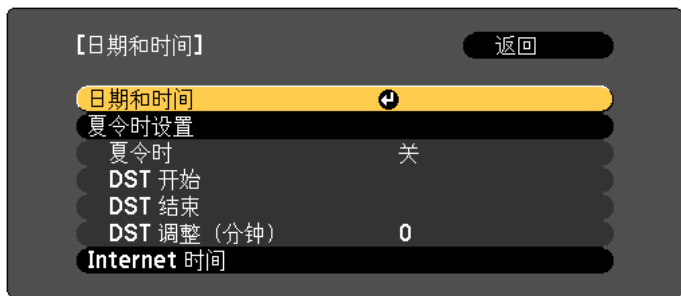 【日期和时间】 返回
日期和时间
夏令时设置
夏令时 关
DST 开始
DST 结束
DST 调整（分钟） 0
Internet 时间